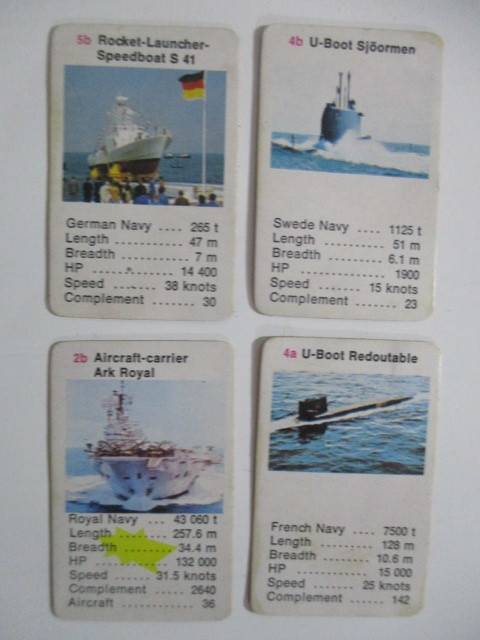 5b Rocket-Launcher-
Speedboat S 41
German Navy .... 265 t
Length ............ 47 m
Breadth ............ 7 m
HP ............... 14 400
Speed ....... 38 knots
Complement ....... 30
4b U-Boot Sjöormen
Swede Navy .... 1125 t
Length ............ 51 m
Breadth .......... 6.1 m
HP ................ 1900
Speed ....... 15 knots
Complement ....... 23
2b Aircraft-carrier
Ark Royal
Royal Navy ... 43 060 t
Length ......... 257.6 m
Breadth ........ 34.4 m
HP ............ 132 000
Speed ..... 31.5 knots
Complement .... 2640
Aircraft ............. 36
4a U-Boot Redoutable
French Navy .... 7500 t
Length .......... 128 m
Breadth ........ 10.6 m
HP .............. 15 000
Speed ....... 25 knots
Complement ...... 142